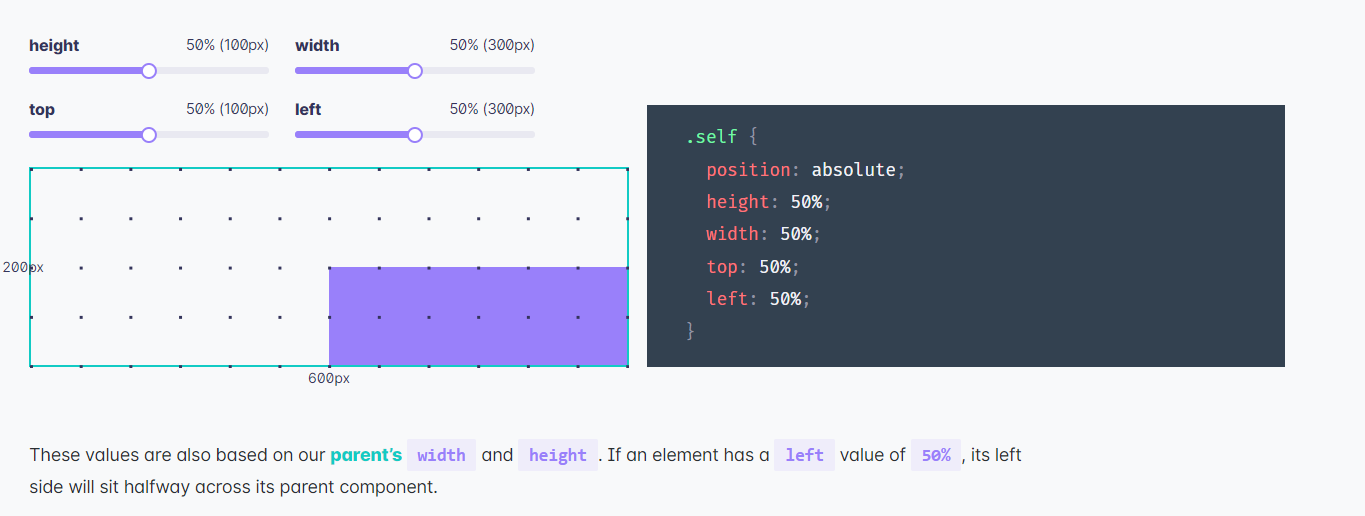 height 50% (100px) width 50% (300px)
top 50% (100px) left 50% (300px)
.self {
position: absolute;
height: 50%;
width: 50%;
top: 50%;
left: 50%;
}
200px
600px
These values are also based on our parent's width and height. If an element has a left value of 50%, its left
side will sit halfway across its parent component.